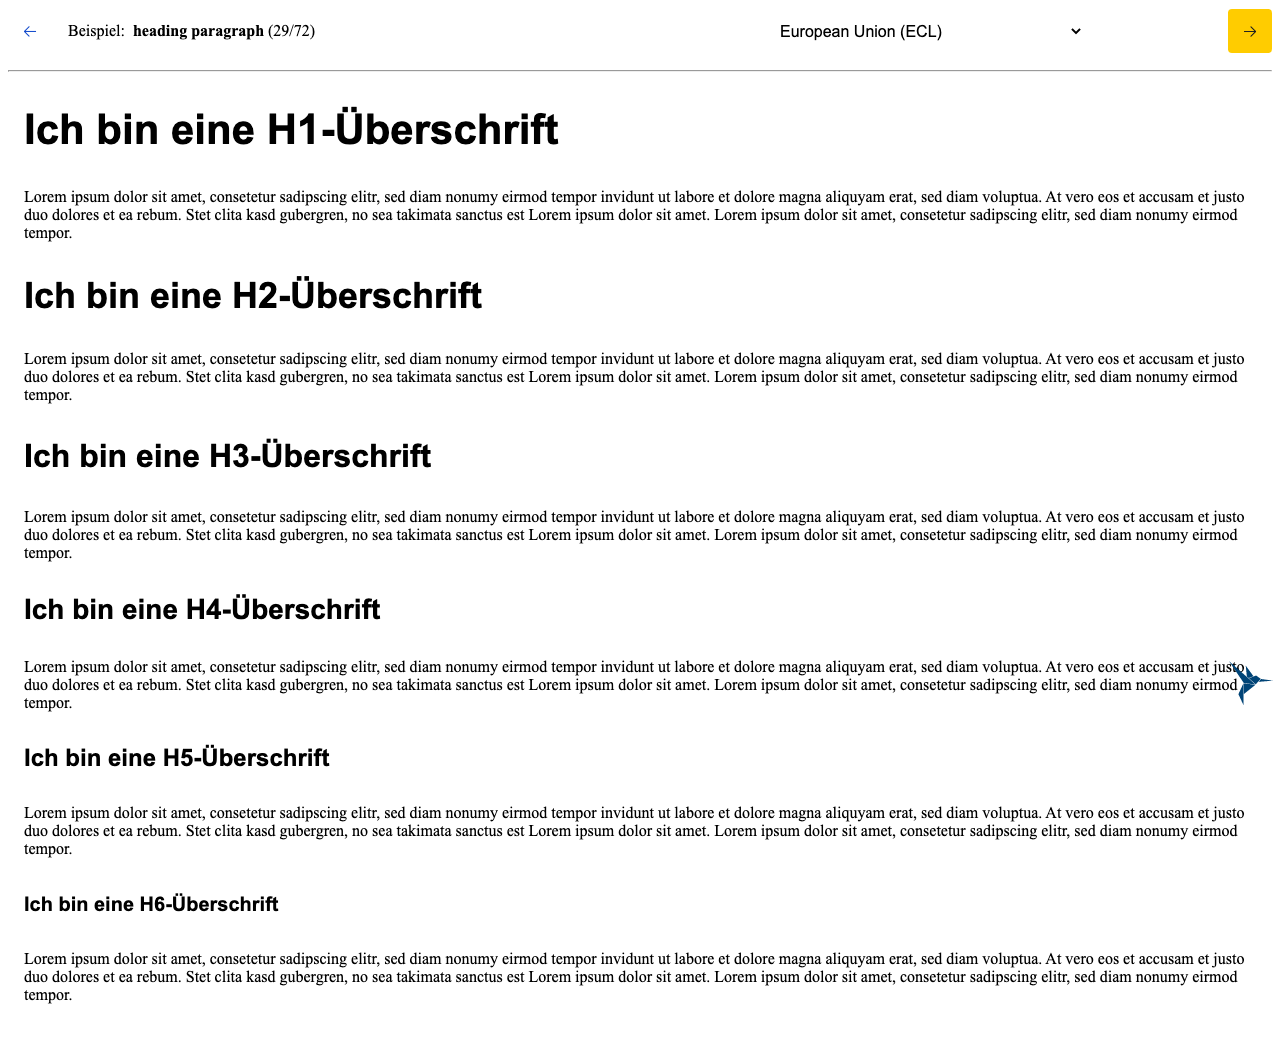 Beispiel: heading paragraph (29/72)
European Union (ECL)
Ich bin eine H1-Überschrift
Lorem ipsum dolor sit amet, consetetur sadipscing elitr, sed diam nonumy eirmod tempor invidunt ut labore et dolore magna aliquyam erat, sed diam voluptua. At vero eos et accusam et justo
duo dolores et ea rebum. Stet clita kasd gubergren, no sea takimata sanctus est Lorem ipsum dolor sit amet. Lorem ipsum dolor sit amet, consetetur sadipscing elitr, sed diam nonumy eirmod
tempor.
Ich bin eine H2-Überschrift
Lorem ipsum dolor sit amet, consetetur sadipscing elitr, sed diam nonumy eirmod tempor invidunt ut labore et dolore magna aliquyam erat, sed diam voluptua. At vero eos et accusam et justo
duo dolores et ea rebum. Stet clita kasd gubergren, no sea takimata sanctus est Lorem ipsum dolor sit amet. Lorem ipsum dolor sit amet, consetetur sadipscing elitr, sed diam nonumy eirmod
tempor.
Ich bin eine H3-Überschrift
Lorem ipsum dolor sit amet, consetetur sadipscing elitr, sed diam nonumy eirmod tempor invidunt ut labore et dolore magna aliquyam erat, sed diam voluptua. At vero eos et accusam et justo
duo dolores et ea rebum. Stet clita kasd gubergren, no sea takimata sanctus est Lorem ipsum dolor sit amet. Lorem ipsum dolor sit amet, consetetur sadipscing elitr, sed diam nonumy eirmod
tempor.
Ich bin eine H4-Überschrift
Lorem ipsum dolor sit amet, consetetur sadipscing elitr, sed diam nonumy eirmod tempor invidunt ut labore et dolore magna aliquyam erat, sed diam voluptua. At vero eos et accusam et justo
duo dolores et ea rebum. Stet clita kasd gubergren, no sea takimata sanctus est Lorem ipsum dolor sit amet. Lorem ipsum dolor sit amet, consetetur sadipscing elitr, sed diam nonumy eirmod
tempor.
Ich bin eine H5-Überschrift
Lorem ipsum dolor sit amet, consetetur sadipscing elitr, sed diam nonumy eirmod tempor invidunt ut labore et dolore magna aliquyam erat, sed diam voluptua. At vero eos et accusam et justo
duo dolores et ea rebum. Stet clita kasd gubergren, no sea takimata sanctus est Lorem ipsum dolor sit amet. Lorem ipsum dolor sit amet, consetetur sadipscing elitr, sed diam nonumy eirmod
tempor.
Ich bin eine H6-Überschrift
Lorem ipsum dolor sit amet, consetetur sadipscing elitr, sed diam nonumy eirmod tempor invidunt ut labore et dolore magna aliquyam erat, sed diam voluptua. At vero eos et accusam et justo
duo dolores et ea rebum. Stet clita kasd gubergren, no sea takimata sanctus est Lorem ipsum dolor sit amet. Lorem ipsum dolor sit amet, consetetur sadipscing elitr, sed diam nonumy eirmod
tempor.